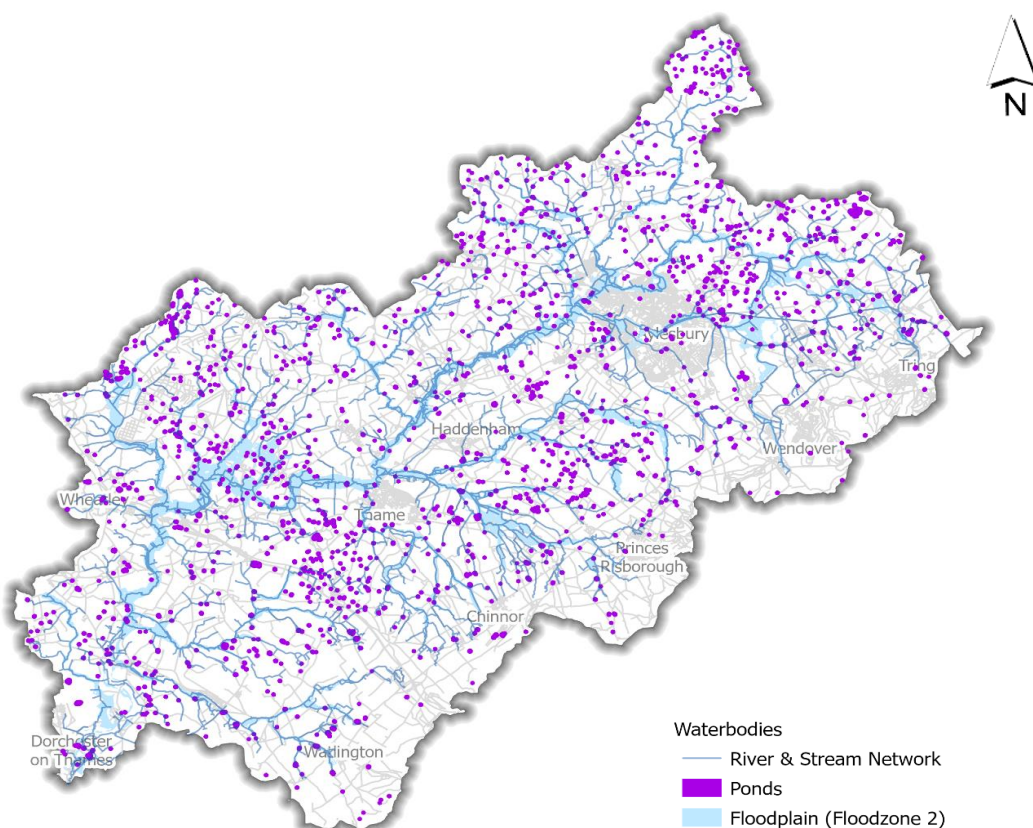 N
Aylesbury
Tring
Haddenham
Wendover
Wheatley
Thame
Princes
Risborough
Chinnor
Dorchester
on Thames
Watlington
Waterbodies
River & Stream Network
Ponds
Floodplain (Floodzone 2)